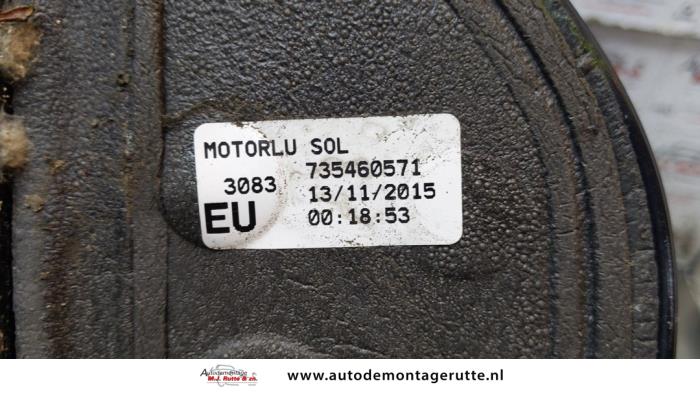 MOTORLU SOL
735460571
3083
13/11/2015
EU
00:18:53
Autodemontage
M.J. Rutte & zn.
www.autodemontagerutte.nl